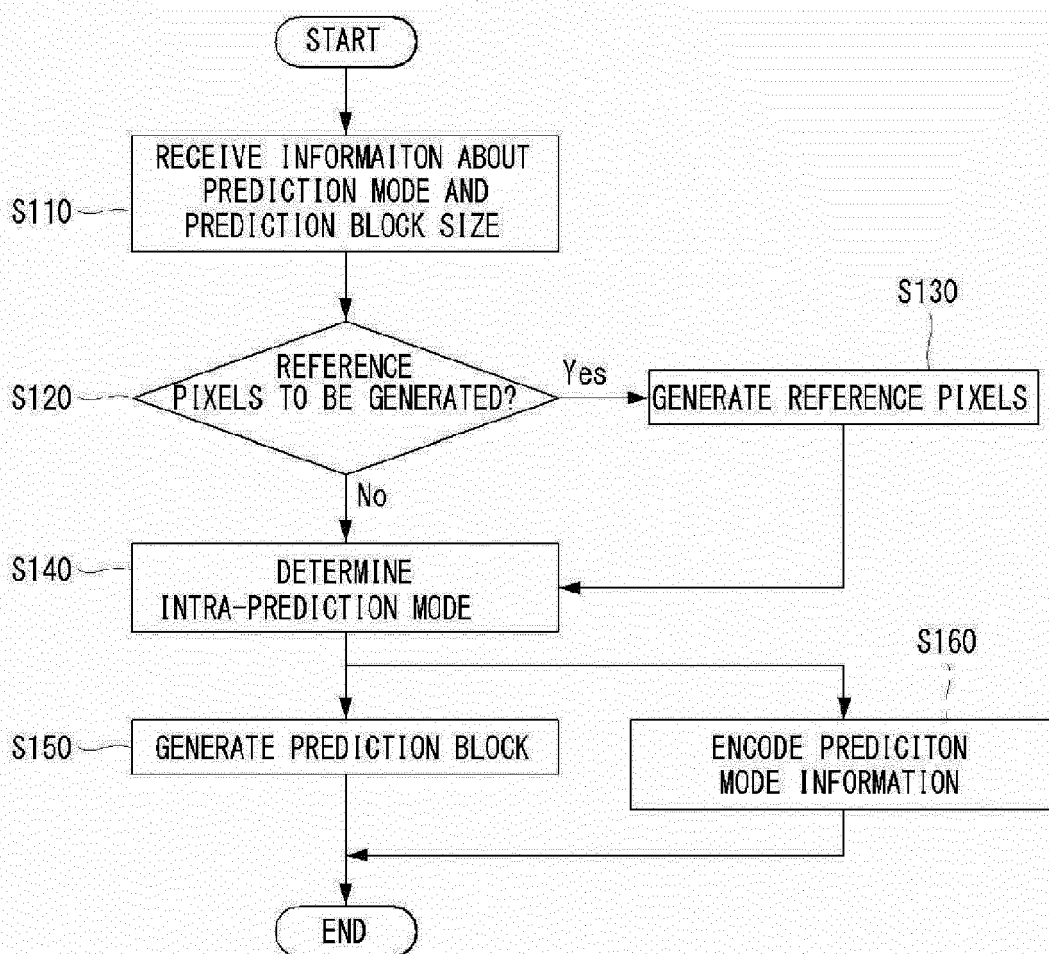 START
RECEIVE INFORMAITON ABOUT
PREDICTION MODE AND
PREDICTION BLOCK SIZE
S110
S130
REFERENCE
PIXELS TO BE GENERATED?
S120
Yes
GENERATE REFERENCE PIXELS
No
S140
DETERMINE
INTRA-PREDICTION MODE
S160
S150
GENERATE PREDICTION BLOCK
ENCODE PREDICITON
MODE INFORMATION
END